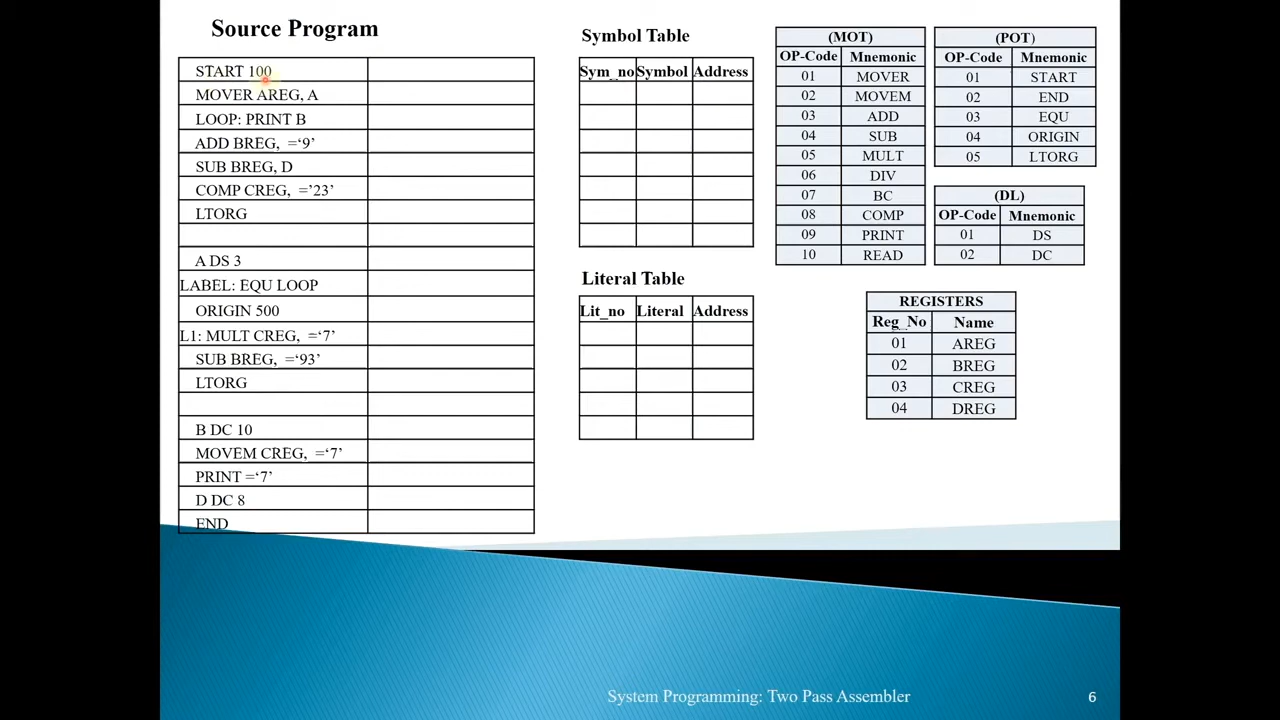 Source Program
START 100
MOVER AREG, A
LOOP: PRINT B
ADD BREG, =‘9’
SUB BREG, D
COMP CREG, =’23’
LTORG
A DS 3
LABEL: EQU LOOP
ORIGIN 500
L1: MULT CREG, =‘7’
SUB BREG, =‘93’
LTORG
B DC 10
MOVEM CREG, =‘7’
PRINT =‘7’
D DC 8
END
Symbol Table
Sym_no Symbol Address
Literal Table
Lit_no Literal Address
(MOT)
OP-Code Mnemonic
01 MOVER
02 MOVEM
03 ADD
04 SUB
05 MULT
06 DIV
07 BC
08 COMP
09 PRINT
10 READ
(POT)
OP-Code Mnemonic
01 START
02 END
03 EQU
04 ORIGIN
05 LTORG
(DL)
OP-Code Mnemonic
01 DS
02 DC
REGISTERS
Reg_No Name
01 AREG
02 BREG
03 CREG
04 DREG
System Programming: Two Pass Assembler
6